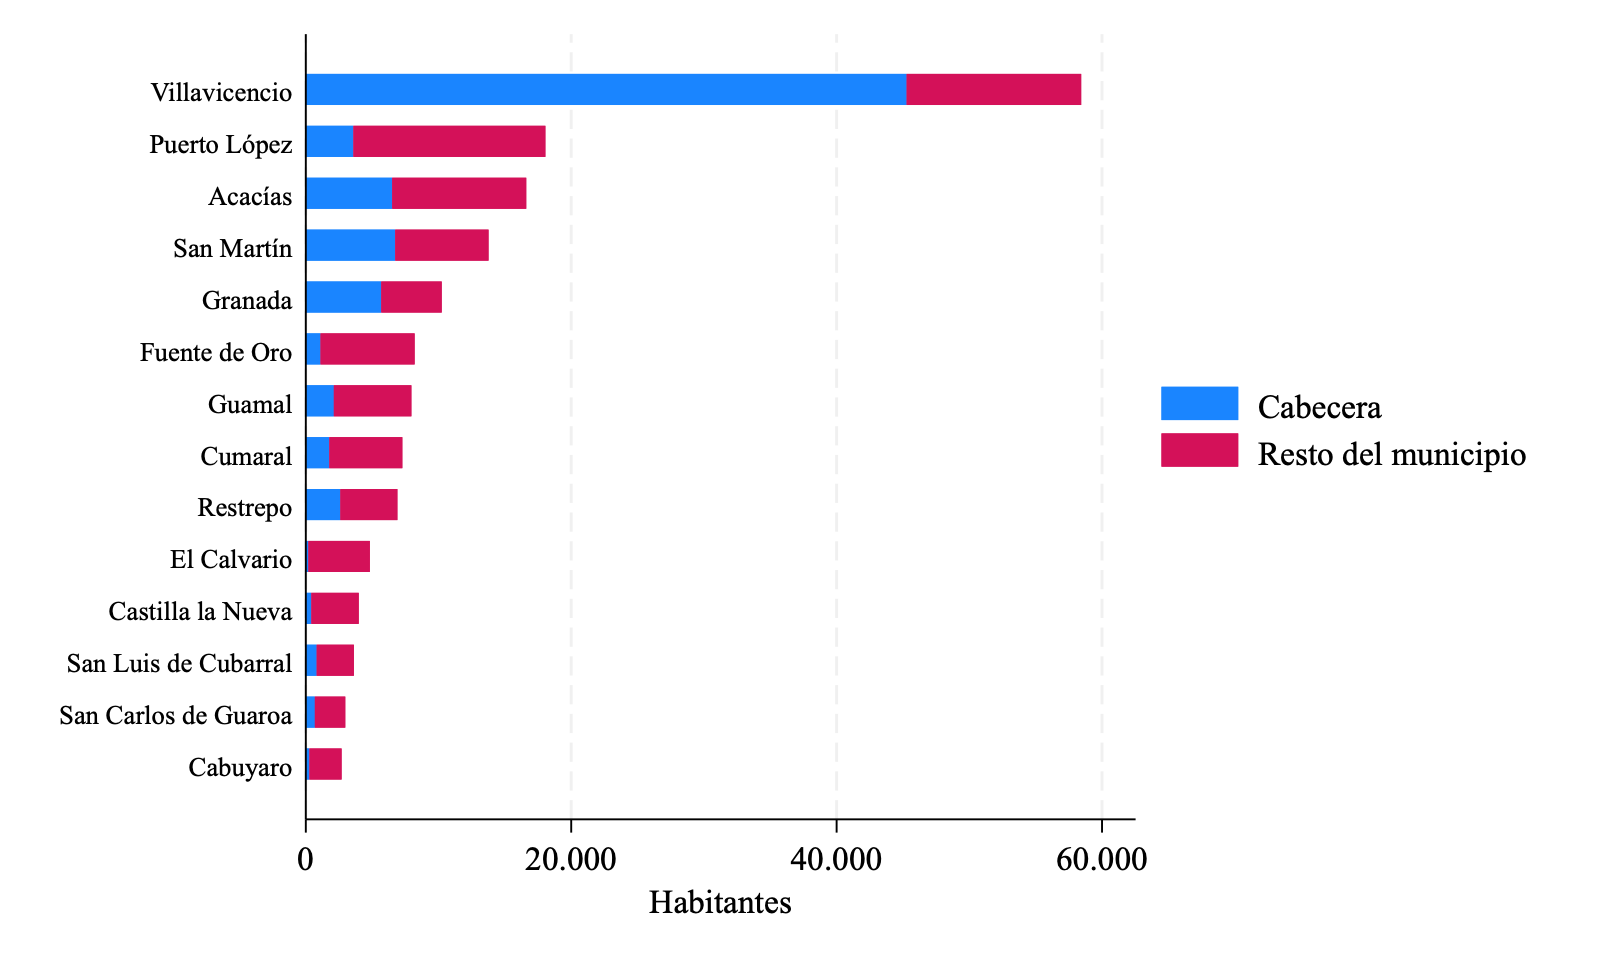 Villavicencio
Puerto López
Acacías
San Martín
Granada
Fuente de Oro
Guamal
Cumaral
Restrepo
El Calvario
Castilla la Nueva
San Luis de Cubarral
San Carlos de Guaroa
Cabuyaro
0 20.000 40.000 60.000
Habitantes
Cabecera
Resto del municipio